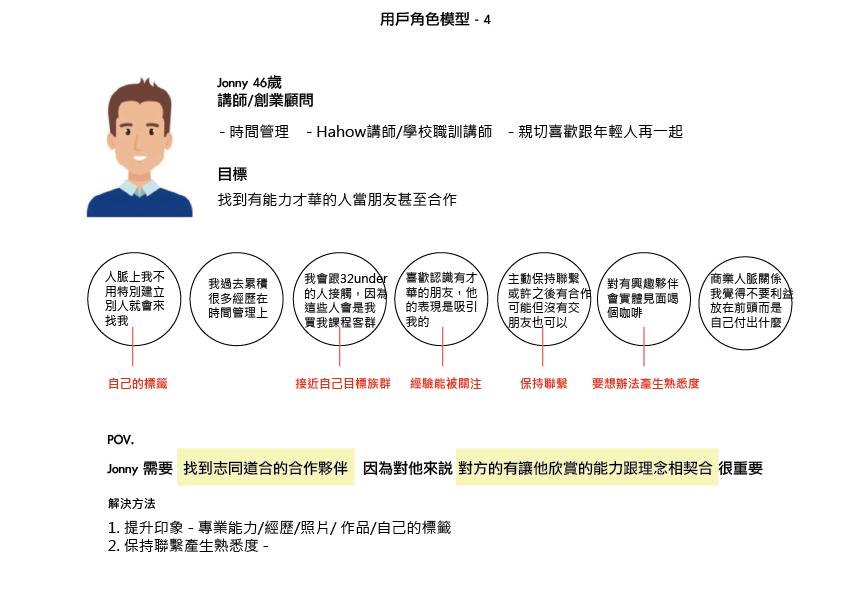 用戶角色模型 - 4
Jonny 46歲
講師/創業顧問
- 時間管理 - Hahow講師/學校職訓講師 - 親切喜歡跟年輕人再一起
目標
找到有能力才華的人當朋友甚至合作
人脈上我不
用特別建立
別人就會來
找我
我過去累積
很多經歷在
時間管理上
我會跟32under
的人接觸，因為
這些人會是我
買我課程客群
喜歡認識有才
華的朋友，他
的表現是吸引
我的
主動保持聯繫
或許之後有合作
可能但沒有交
朋友也可以
對有興趣夥伴
會實體見面喝
個咖啡
商業人脈關係
我覺得不要利益
放在前頭而是
自己付出什麼
自己的標籤
接近自己目標族群
經驗能被關注
保持聯繫
要想辦法產生熟悉度
POV.
Jonny 需要 找到志同道合的合作夥伴 因為對他來説 對方的有讓他欣賞的能力跟理念相契合 很重要
解決方法
1. 提升印象 - 專業能力/經歷/照片/ 作品/自己的標籤
2. 保持聯繫產生熟悉度 -